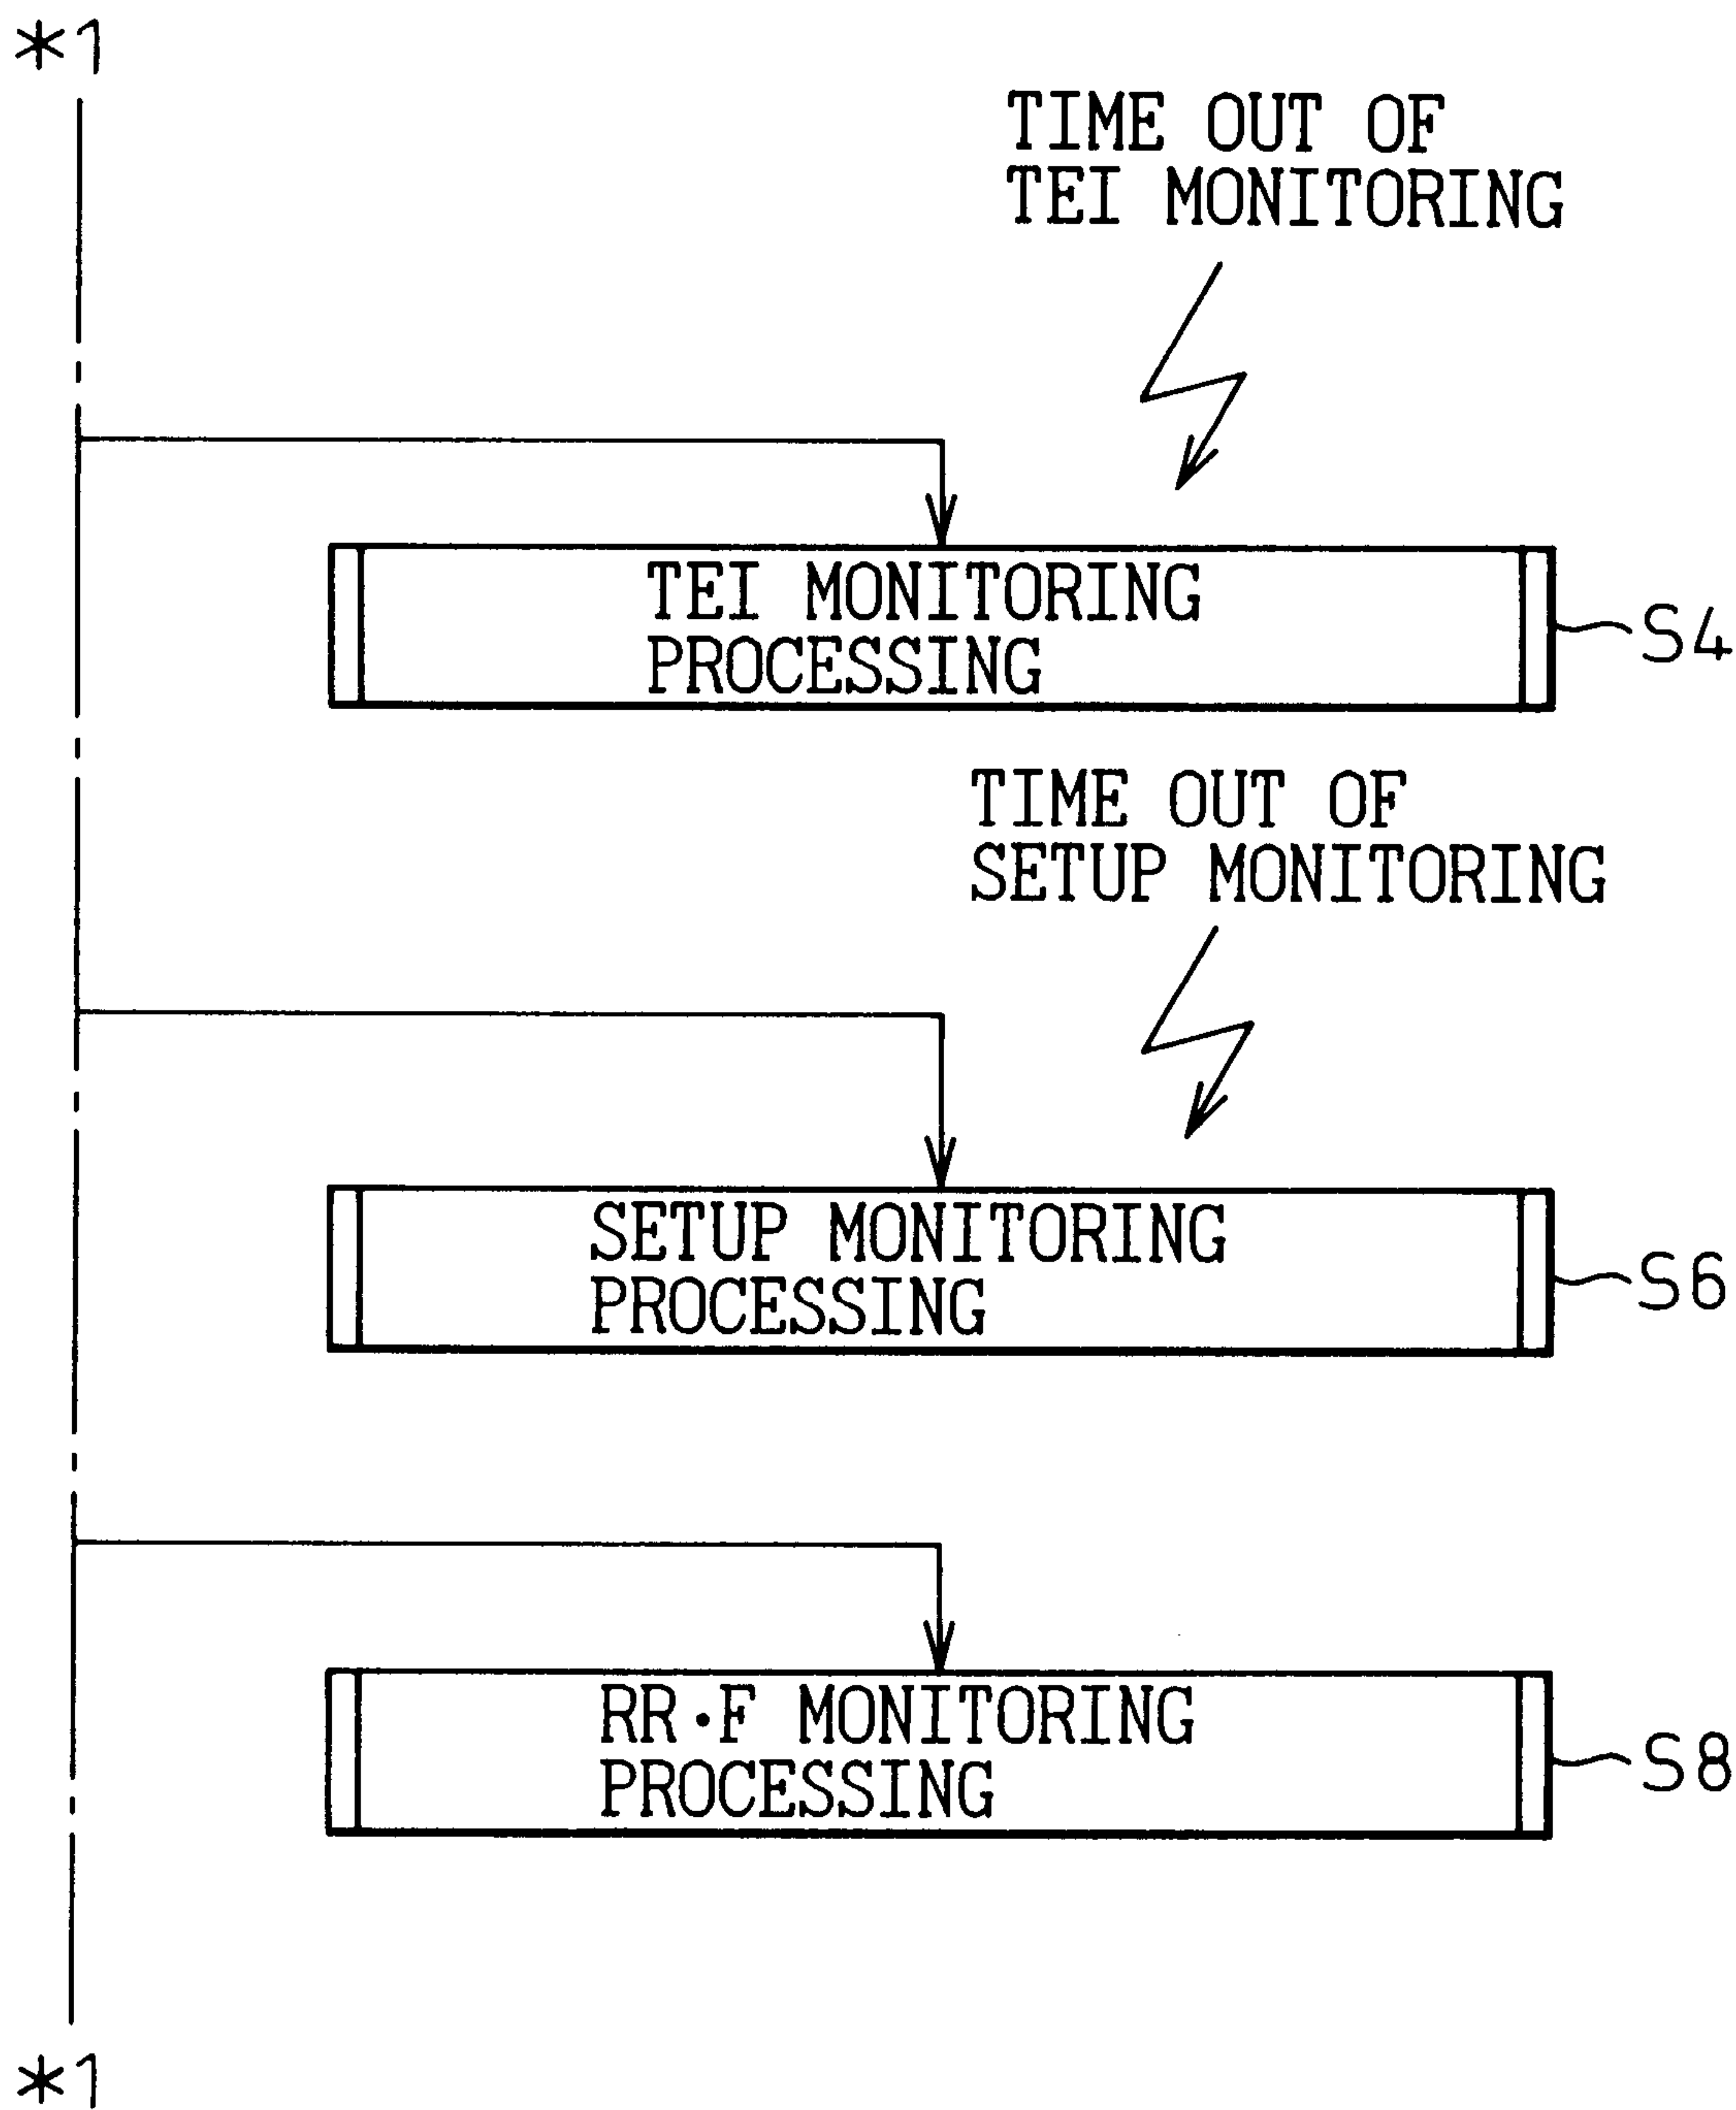 *1
TIME OUT OF
TEI MONITORING
TEI MONITORING
PROCESSING
S4
TIME OUT OF
SETUP MONITORING
SETUP MONITORING
PROCESSING
S6
RR·F MONITORING
PROCESSING
S8
*1